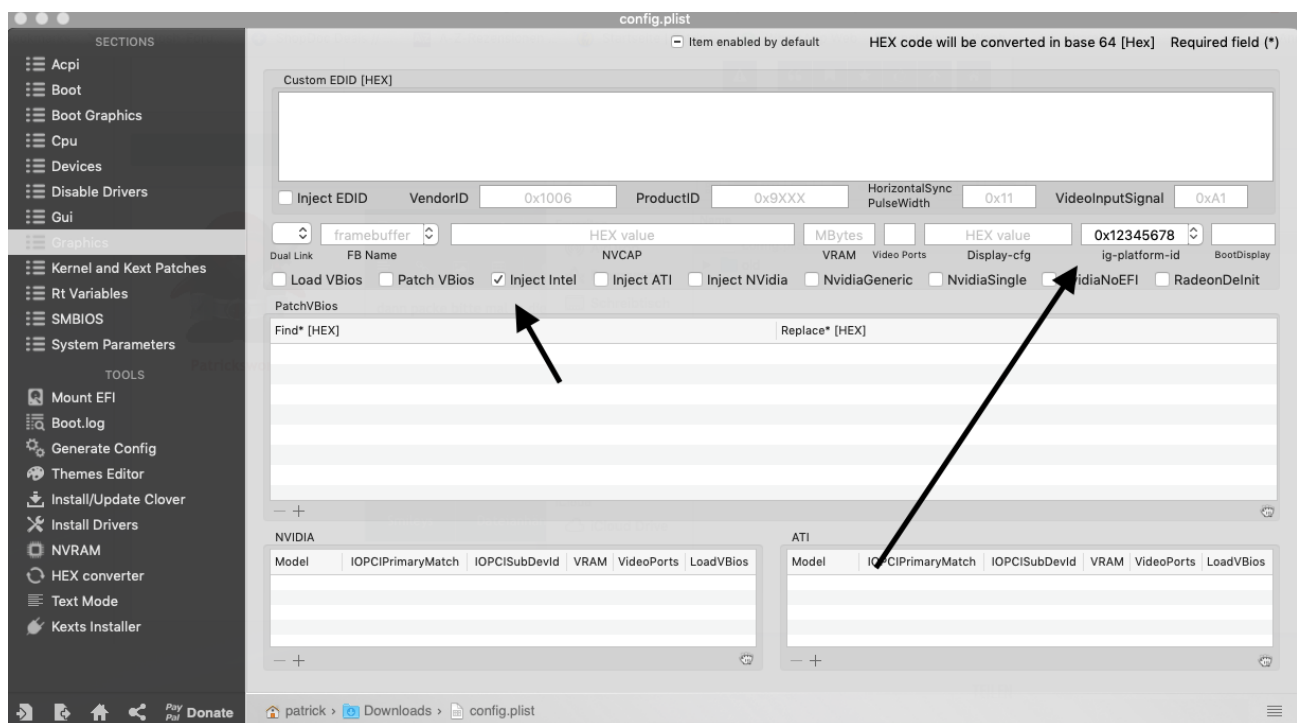 config.plist
SECTIONS
Acpi
Boot
Boot Graphics
Cpu
Devices
Disable Drivers
Gui
Graphics
Kernel and Kext Patches
Rt Variables
SMBIOS
System Parameters
TOOLS
Mount EFI
Boot.log
Generate Config
Themes Editor
Install/Update Clover
Install Drivers
NVRAM
HEX converter
Text Mode
Kexts Installer
Pay Pal Donate
Item enabled by default HEX code will be converted in base 64 [Hex] Required field (*)
Custom EDID [HEX]
Inject EDID VendorID 0x1006 ProductID 0x9XXX HorizontalSync PulseWidth 0x11 VideoInputSignal 0xA1
framebuffer HEX value MBytes HEX value 0x12345678
Dual Link FB Name NVCAP VRAM Video Ports Display-cfg ig-platform-id BootDisplay
Load VBios Patch VBios Inject Intel Inject ATI Inject NVidia NvidiaGeneric NvidiaSingle RadeonDeInit
PatchVBios
Find* [HEX] Replace* [HEX]
NVIDIA
Model IOPCIPrimaryMatch IOPCISubDevId VRAM VideoPorts LoadVBios
ATI
Model IOPCIPrimaryMatch IOPCISubDevId VRAM VideoPorts LoadVBios
patrick › Downloads › config.plist